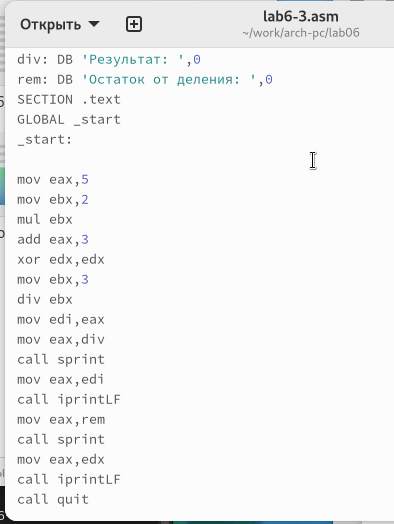 Открыть
lab6-3.asm
~/work/arch-pc/lab06
div: DB 'Результат: ',0
rem: DB 'Остаток от деления: ',0
SECTION .text
GLOBAL _start
_start:
mov eax,5
mov ebx,2
mul ebx
add eax,3
xor edx,edx
mov ebx,3
div ebx
mov edi,eax
mov eax,div
call sprint
mov eax,edi
call iprintLF
mov eax,rem
call sprint
mov eax,edx
call iprintLF
call quit